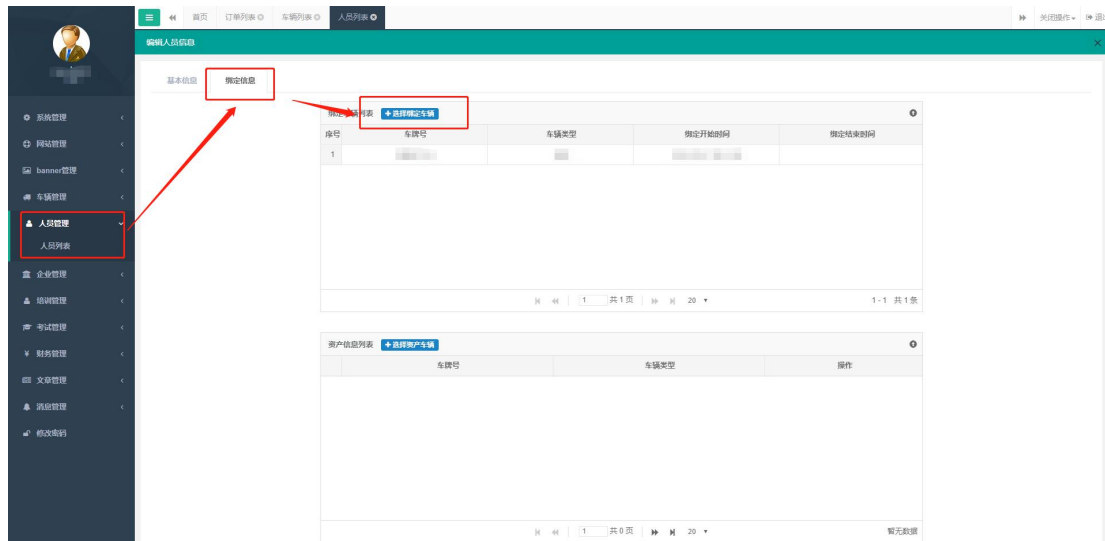 首页 订单列表 车辆列表 人员列表 关闭操作
编辑人员信息
基本信息 绑定信息
系统管理
网站管理
banner管理
车辆管理
人员管理
人员列表
企业管理
培训管理
考试管理
财务管理
文章管理
消息管理
修改密码
列表 +选择绑定车辆
序号 车牌号 车辆类型 绑定开始时间 绑定结束时间
1
1 共1页 20 1-1 共1条
资产信息列表 +选择资产车辆
车牌号 车辆类型 操作
1 共0页 20 暂无数据